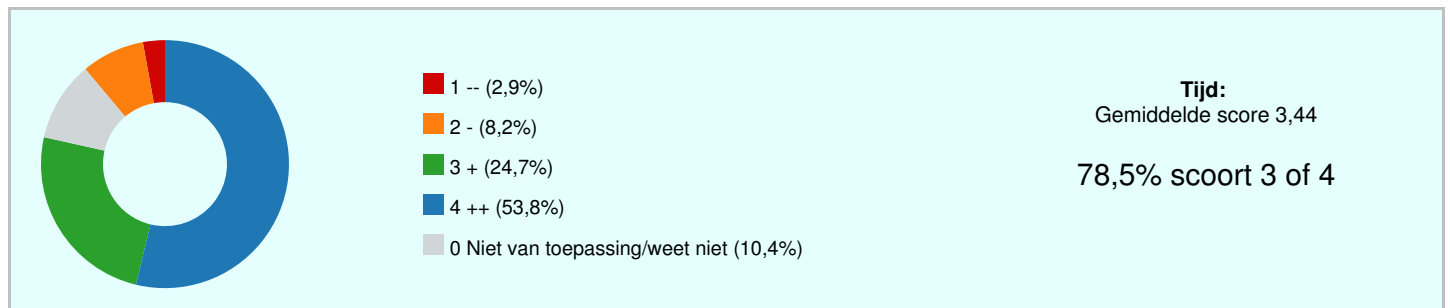 1 -- (2,9%)
2 - (8,2%)
3 + (24,7%)
4 ++ (53,8%)
0 Niet van toepassing/weet niet (10,4%)
Tijd:
Gemiddelde score 3,44
78,5% scoort 3 of 4